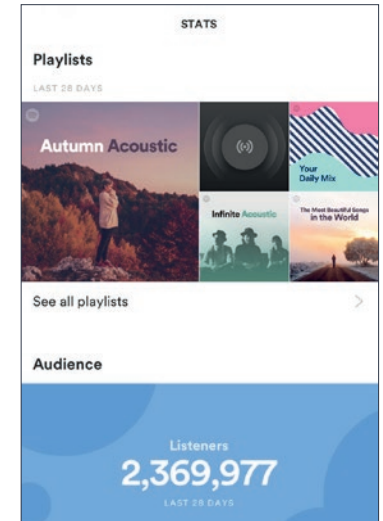 STATS
Playlists
LAST 28 DAYS
Autumn Acoustic
Your
Daily Mix
Infinite Acoustic
The Most Beautiful Songs
in the World
See all playlists
Audience
Listeners
2,369,977
LAST 28 DAYS